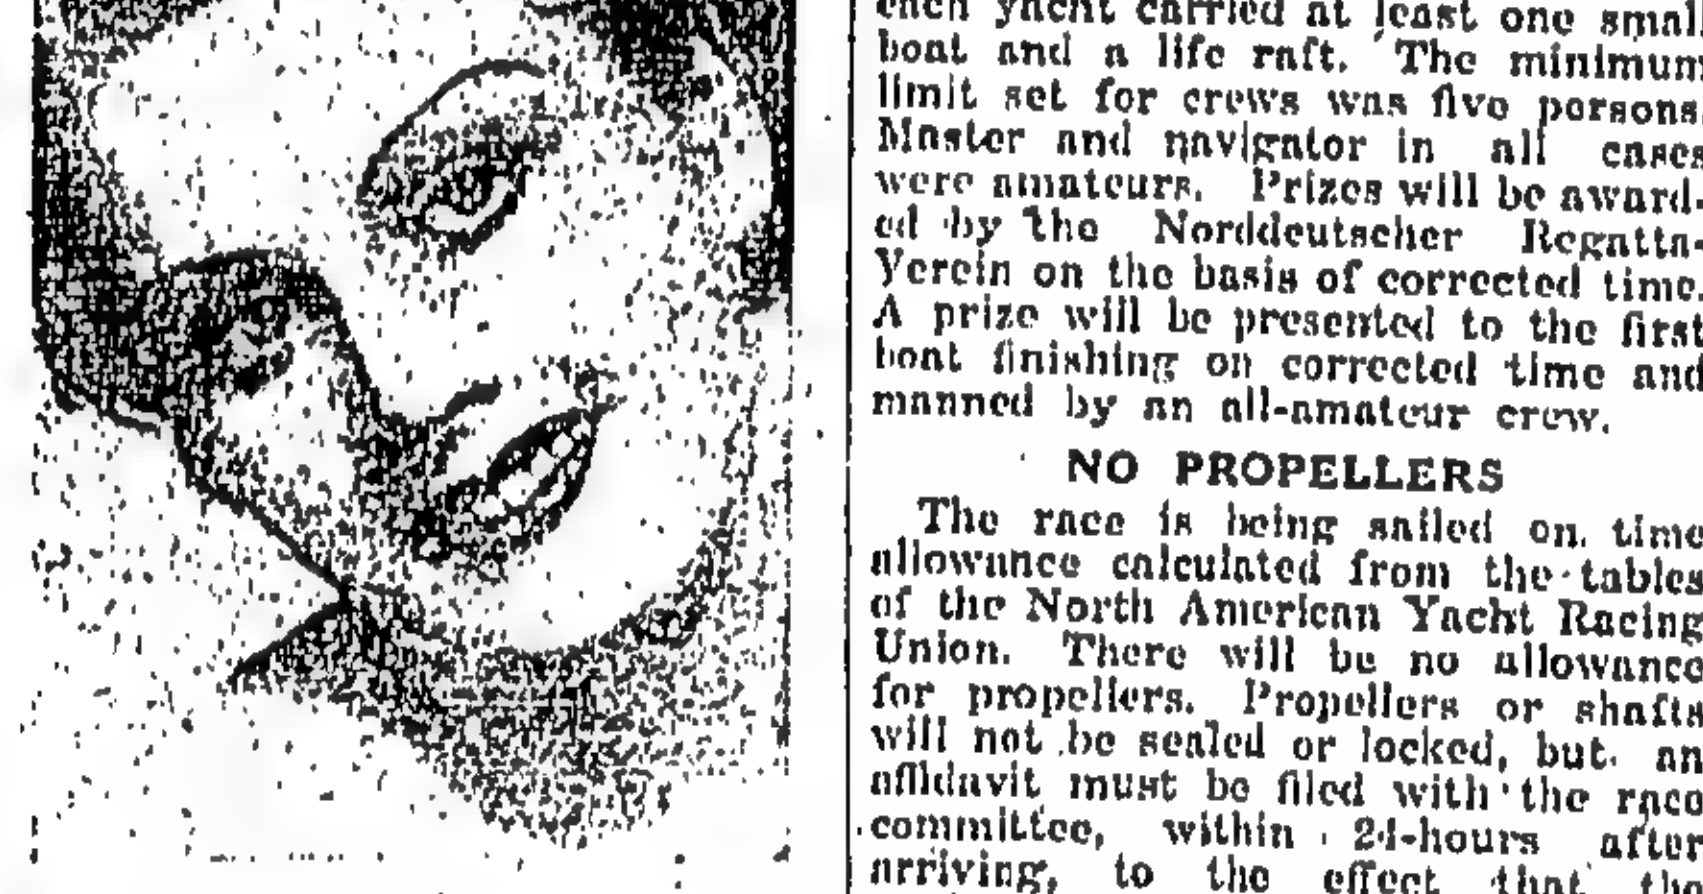 each yacht carried at least one small
boat and a life raft. The minimum
limit set for crews was five persons.
Master and navigator in all cases
were amateurs. Prizes will be award-
ed by the Norddeutscher Regatta-
Verein on the basis of corrected time.
A prize will be presented to the first
boat finishing on corrected time and
manned by an all-amateur crew.
NO PROPELLERS
The race is being sailed on time
allowance calculated from the tables
of the North American Yacht Racing
Union. There will be no allowance
for propellers. Propellers or shafts
will not be sealed or locked, but an
affidavit must be filed with the race
committee, within 24-hours after
arriving, to the effect that the